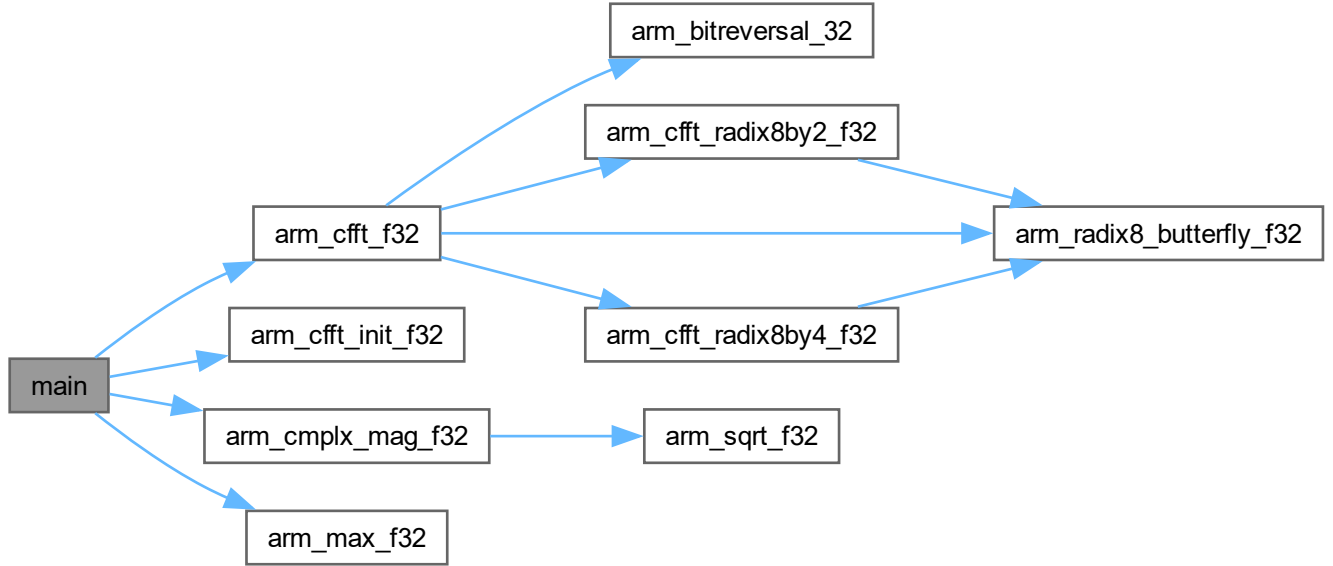 arm_bitreversal_32
arm_cfft_radix8by2_f32
arm_cfft_f32
arm_radix8_butterfly_f32
arm_cfft_init_f32
arm_cfft_radix8by4_f32
main
arm_cmplx_mag_f32
arm_sqrt_f32
arm_max_f32